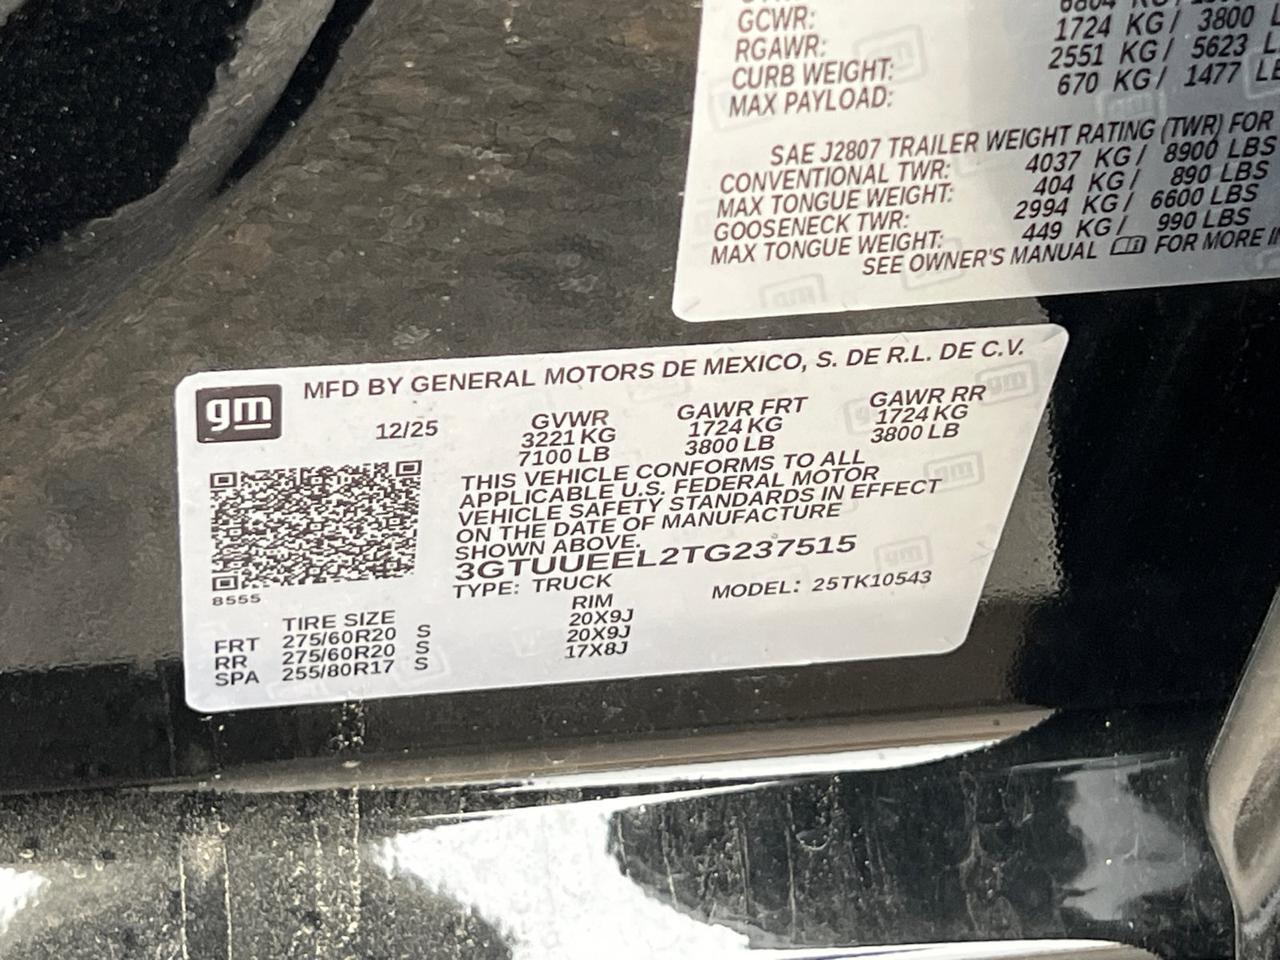 GCWR:
RGAWR: 1724 KG/ 3800
CURB WEIGHT: 2551 KG/ 5623
MAX PAYLOAD: 670 KG/ 1477
SAE J2807 TRAILER WEIGHT RATING (TWR) FOR
CONVENTIONAL TWR: 4037 KG/ 8900 LBS
MAX TONGUE WEIGHT: 404 KG/ 890 LBS
GOOSENECK TWR: 2994 KG/ 6600 LBS
MAX TONGUE WEIGHT: 449 KG/ 990 LBS
SEE OWNER'S MANUAL FOR MORE
gm
MFD BY GENERAL MOTORS DE MEXICO, S. DE R.L. DE C.V.
12/25 GVWR GAWR FRT GAWR RR
3221 KG 1724 KG 1724 KG
7100 LB 3800 LB 3800 LB
THIS VEHICLE CONFORMS TO ALL
APPLICABLE U.S. FEDERAL MOTOR
VEHICLE SAFETY STANDARDS IN EFFECT
ON THE DATE OF MANUFACTURE
SHOWN ABOVE.
3GTUUEEL2TG237515
TYPE: TRUCK MODEL: 25TK10543
8555
TIRE SIZE RIM
FRT 275/60R20 S 20X9J
RR 275/60R20 S 20X9J
SPA 255/80R17 S 17X8J